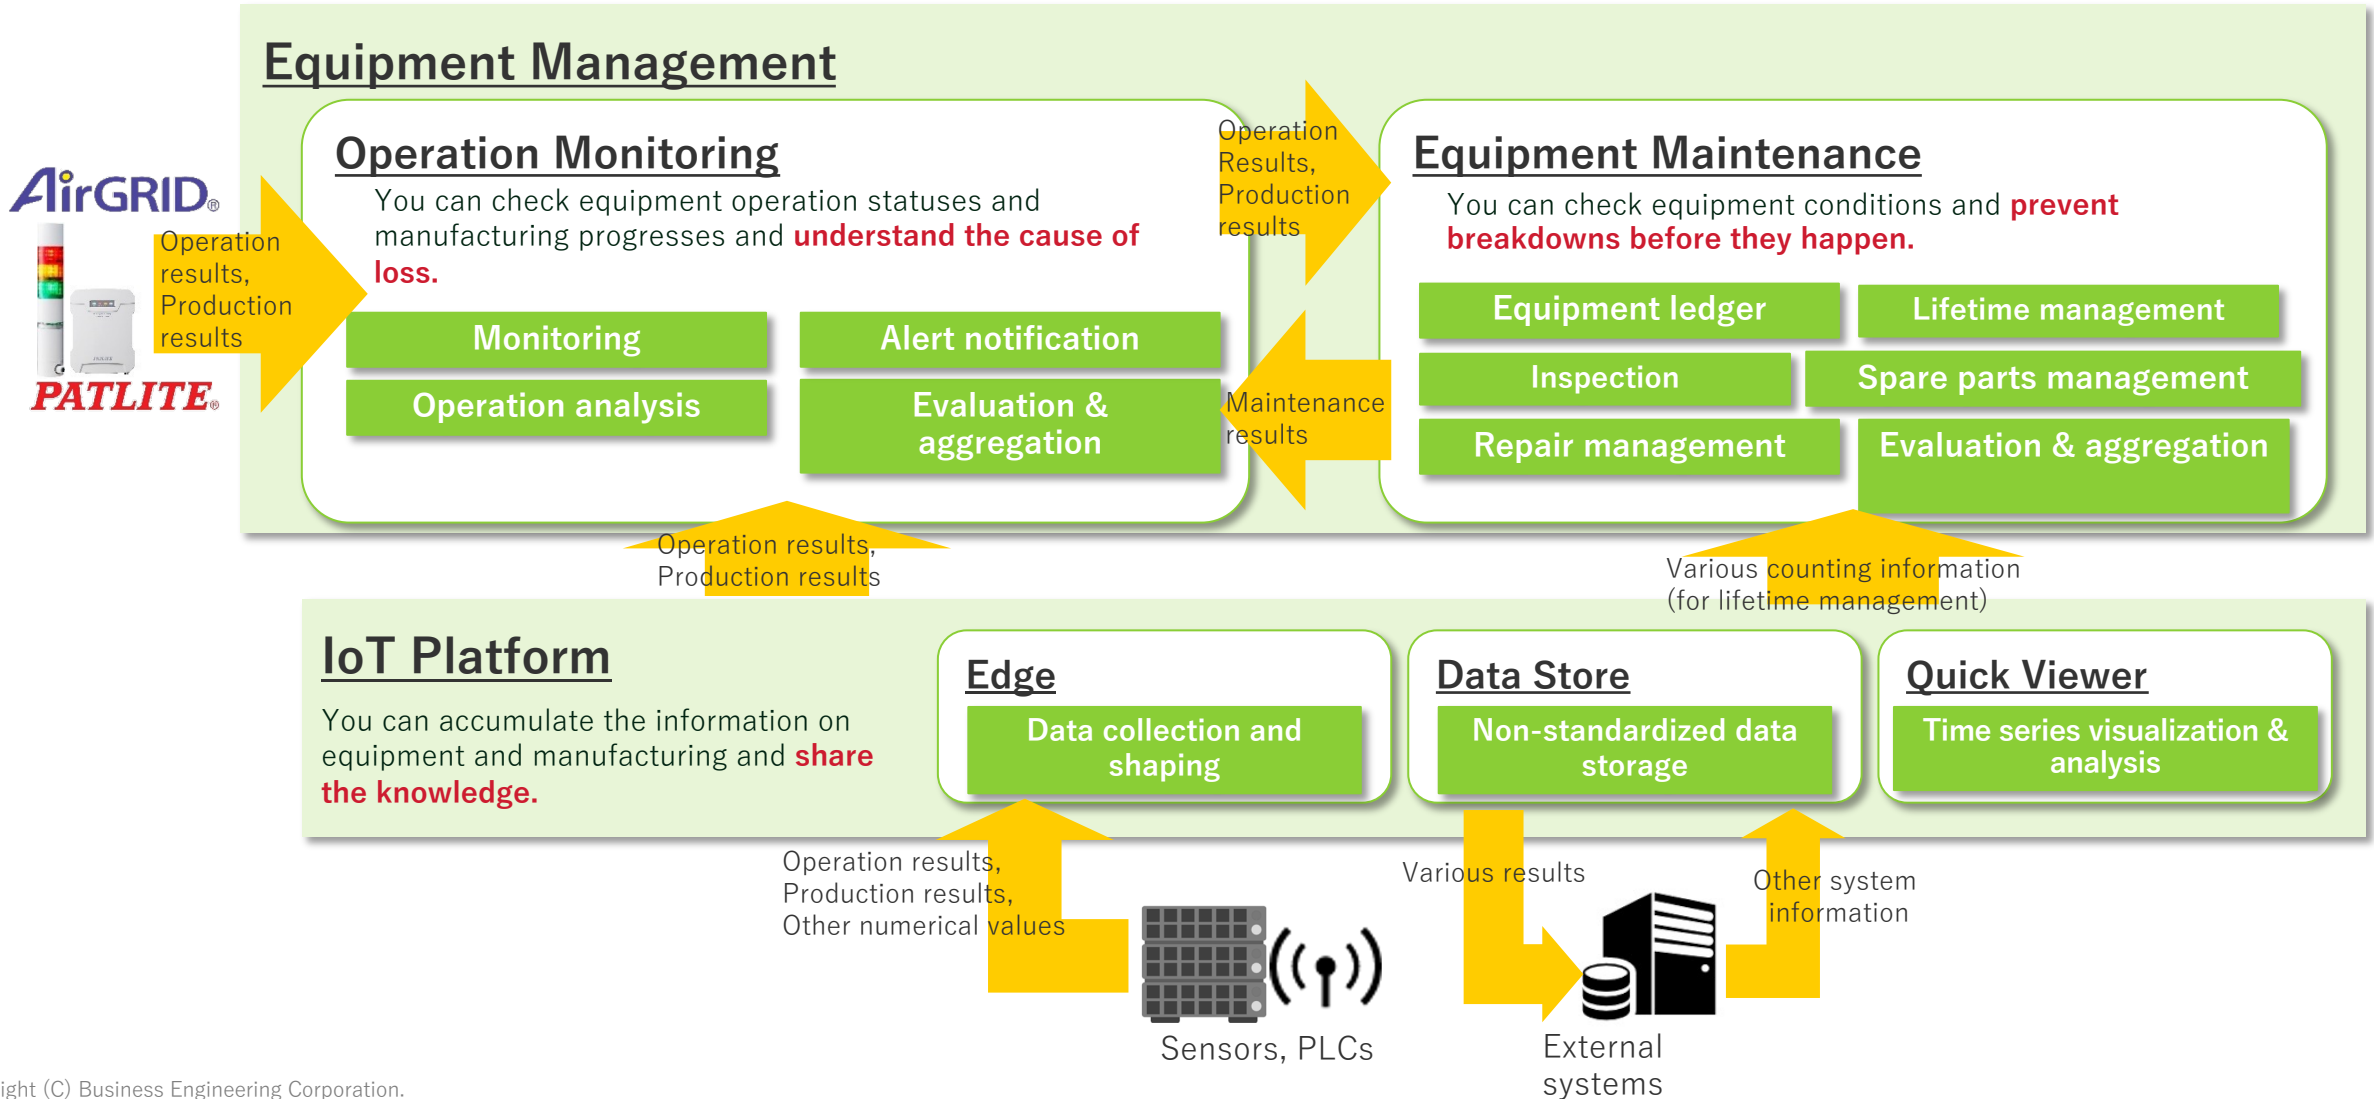 Equipment Management
Operation Monitoring
You can check equipment operation statuses and
manufacturing progresses and understand the cause of
loss.
Monitoring
Alert notification
Operation analysis
Evaluation &
aggregation
AirGRID®
Operation
results,
Production
results
PATLITE®
Operation
Results,
Production
results
Maintenance
results
Equipment Maintenance
You can check equipment conditions and prevent
breakdowns before they happen.
Equipment ledger
Lifetime management
Inspection
Spare parts management
Repair management
Evaluation & aggregation
Operation results,
Production results
Various counting information
(for lifetime management)
IoT Platform
You can accumulate the information on
equipment and manufacturing and share
the knowledge.
Edge
Data collection and
shaping
Data Store
Non-standardized data
storage
Quick Viewer
Time series visualization &
analysis
Operation results,
Production results,
Other numerical values
Various results
Other system
information
Sensors, PLCs
External
systems
ight (C) Business Engineering Corporation.